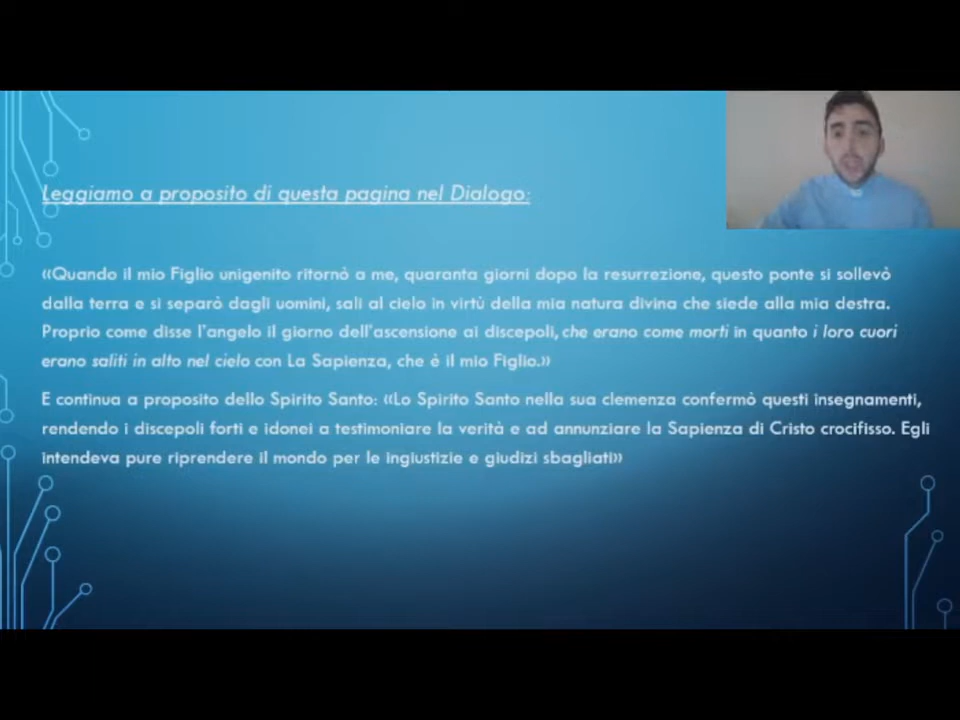 Leggiamo a proposito di questa pagina nel Dialogo:
«Quando il mio Figlio unigenito ritornò a me, quaranta giorni dopo la resurrezione, questo ponte si sollevò
dalla terra e si separò dagli uomini, salì al cielo in virtù della mia natura divina che siede alla mia destra.
Proprio come disse l'angelo il giorno dell'ascensione ai discepoli, che erano come morti in quanto i loro cuori
erano saliti in alto nel cielo con La Sapienza, che è il mio Figlio.»
E continua a proposito dello Spirito Santo: «Lo Spirito Santo nella sua clemenza confermò questi insegnamenti,
rendendo i discepoli forti e idonei a testimoniare la verità e ad annunziare la Sapienza di Cristo crocifisso. Egli
intendeva pure riprendere il mondo per le ingiustizie e giudizi sbagliati»